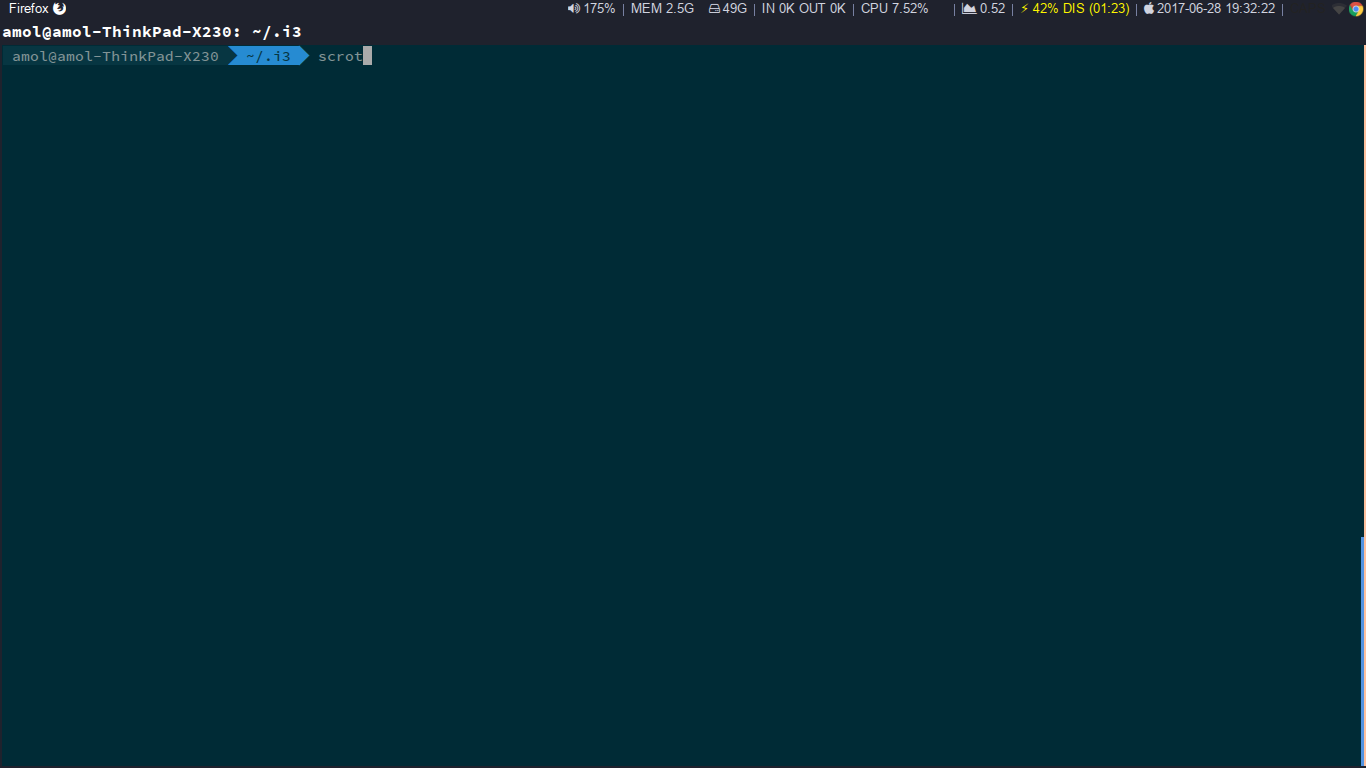 Firefox 175% | MEM 2.5G 49G | IN 0K OUT 0K | CPU 7.52% | 0.52 | ⚡ 42% DIS (01:23) | 2017-06-28 19:32:22 |
amol@amol-ThinkPad-X230: ~/.i3
amol@amol-ThinkPad-X230 ~/.i3 scrot